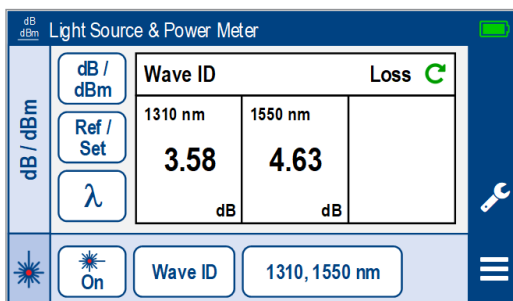 dB
dBm
Light Source & Power Meter
dB / dBm
dB /
dBm
Ref /
Set
λ
Wave ID Loss
1310 nm 1550 nm
3.58 4.63
dB dB
On
Wave ID
1310, 1550 nm